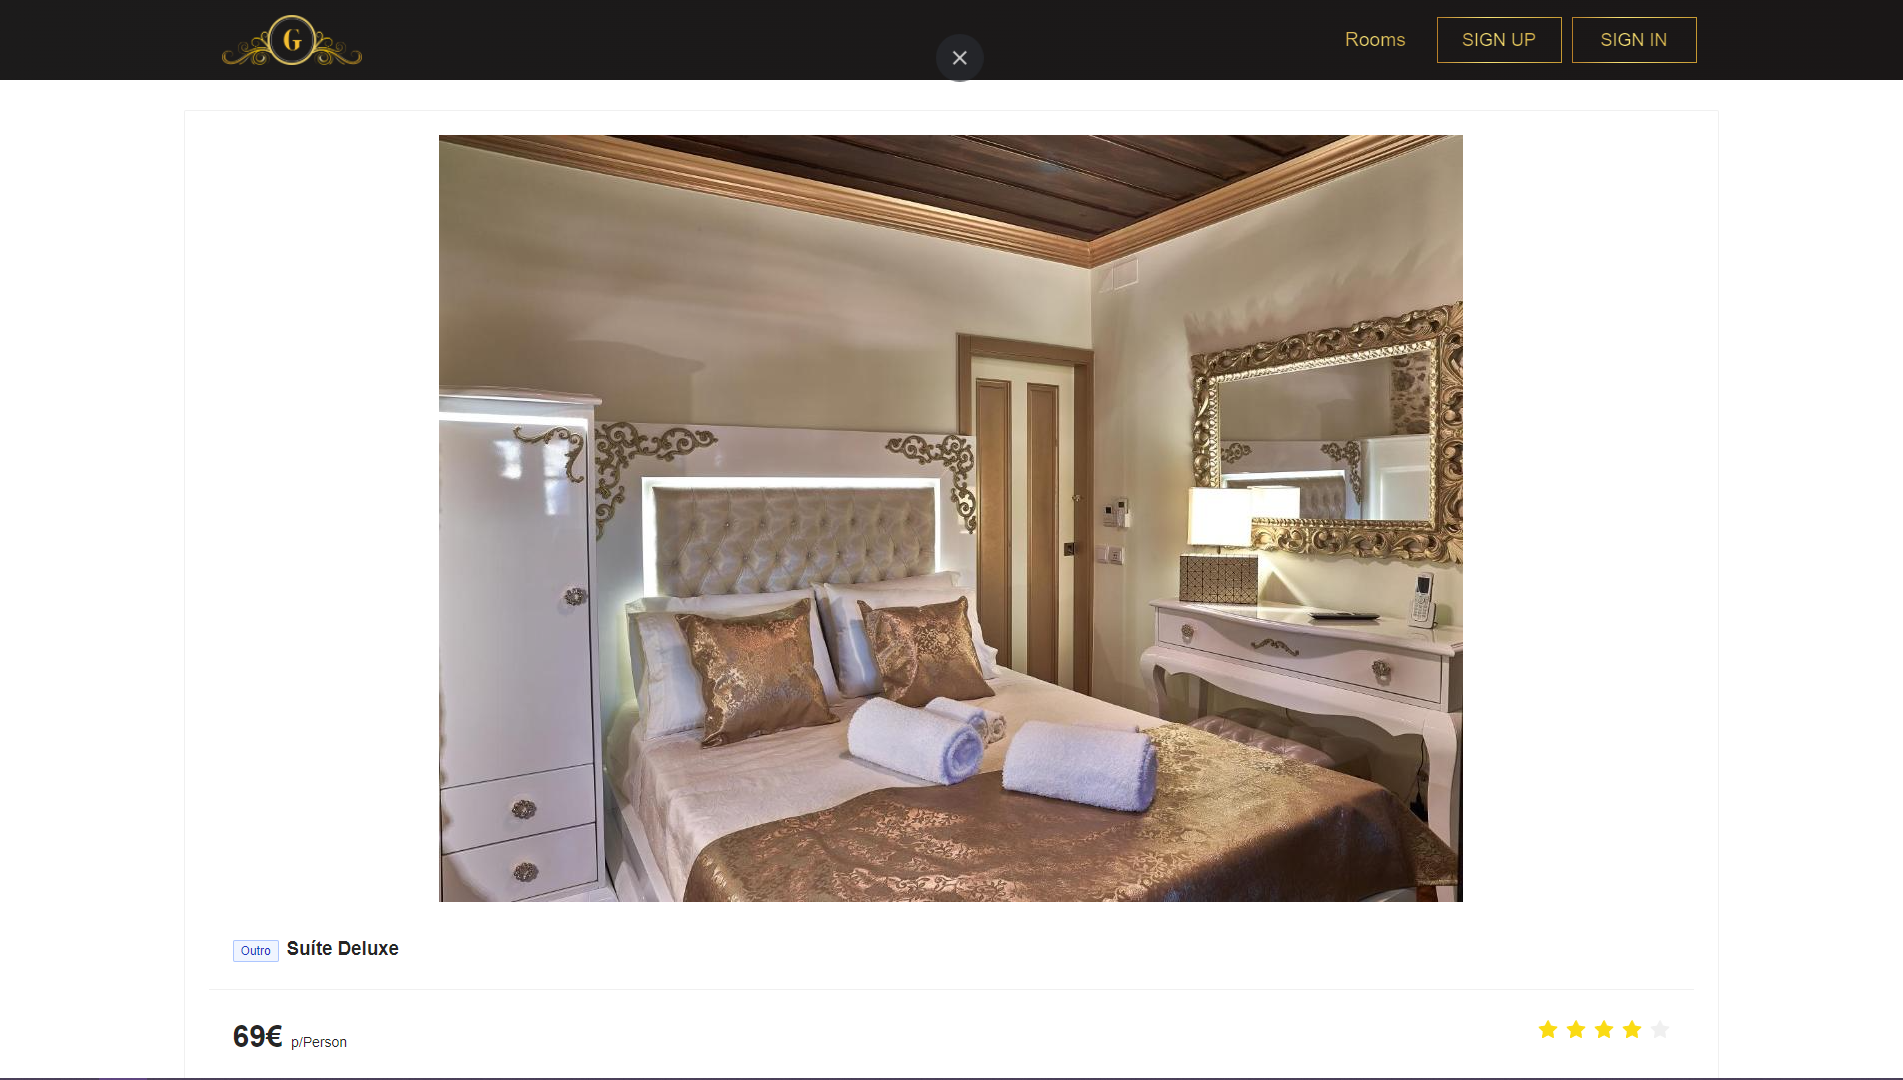 G
Rooms
SIGN UP
SIGN IN
Outro
Suíte Deluxe
69€ p/Person